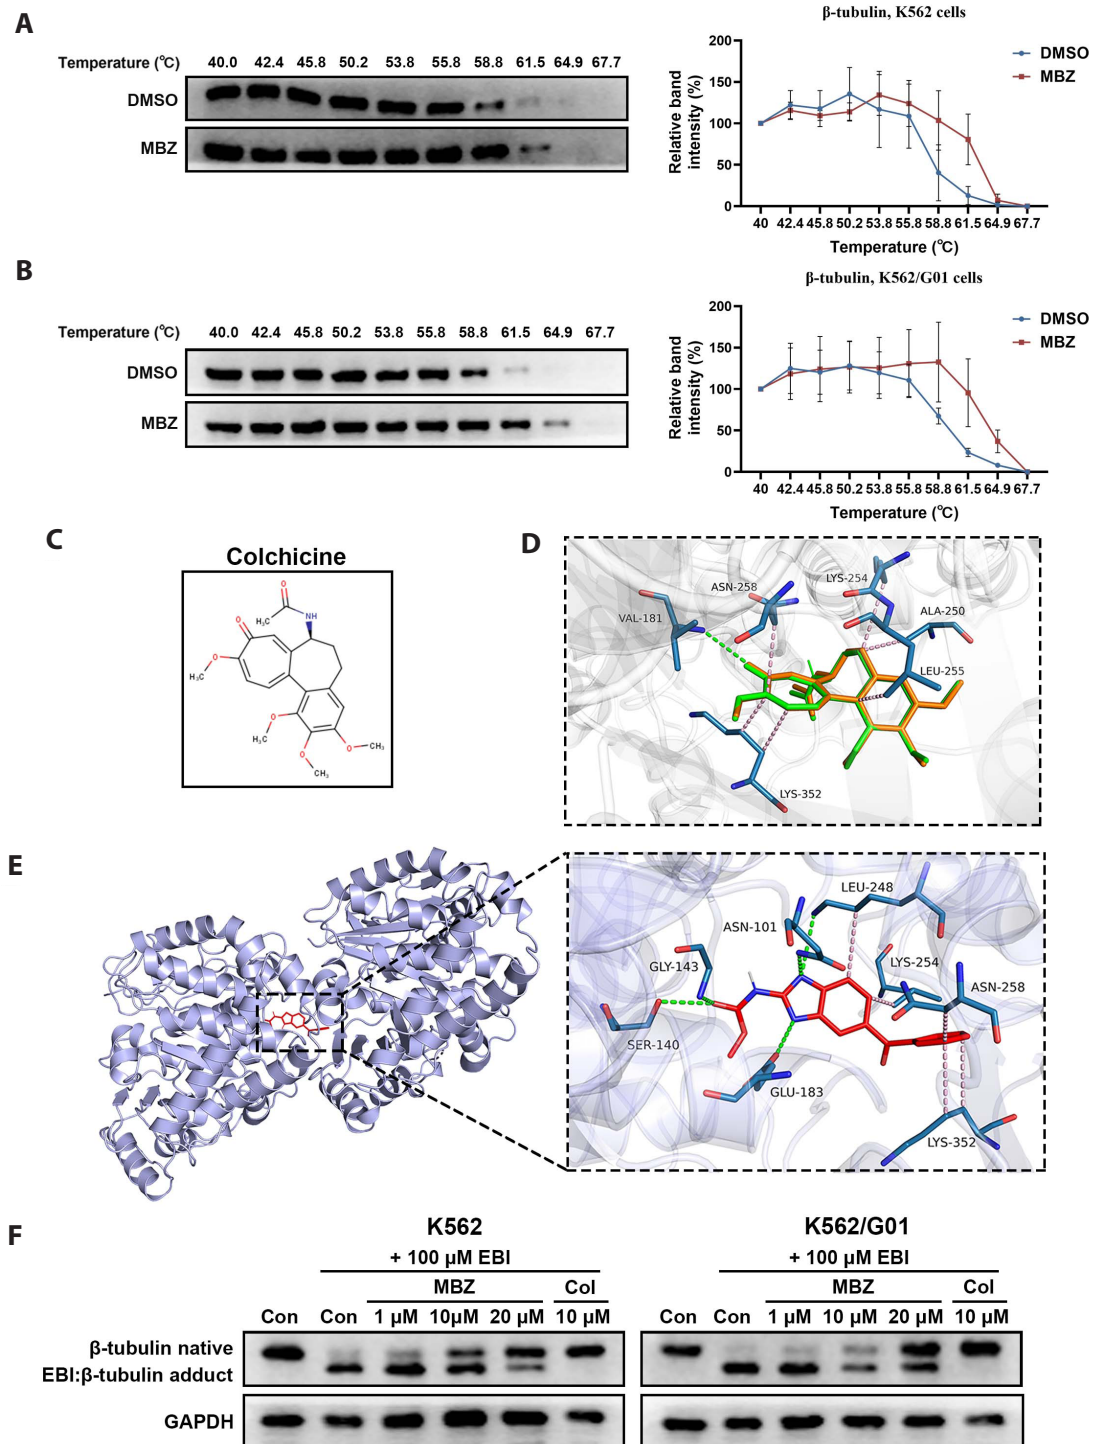 A
Temperature (°C) 40.0 42.4 45.8 50.2 53.8 55.8 58.8 61.5 64.9 67.7
DMSO
MBZ
β-tubulin, K562 cells
Relative band
intensity (%)
200
150
100
50
0
40 42.4 45.8 50.2 53.8 55.8 58.8 61.5 64.9 67.7
Temperature (°C)
DMSO
MBZ
B
Temperature (°C) 40.0 42.4 45.8 50.2 53.8 55.8 58.8 61.5 64.9 67.7
DMSO
MBZ
β-tubulin, K562/G01 cells
Relative band
intensity (%)
200
150
100
50
0
40 42.4 45.8 50.2 53.8 55.8 58.8 61.5 64.9 67.7
Temperature (°C)
DMSO
MBZ
C
Colchicine
O
H₃C
NH
O
O
H₃C
O
H₃C
O
CH₃
O
CH₃
D
VAL-181
ASN-258
LYS-254
ALA-250
LEU-255
LYS-352
E
LEU-248
ASN-101
GLY-143
LYS-254
ASN-258
SER-140
GLU-183
LYS-352
F
K562
+ 100 μM EBI
MBZ Col
Con Con 1 μM 10μM 20 μM 10 μM
K562/G01
+ 100 μM EBI
MBZ Col
Con Con 1 μM 10 μM 20 μM 10 μM
β-tubulin native
EBI:β-tubulin adduct
GAPDH